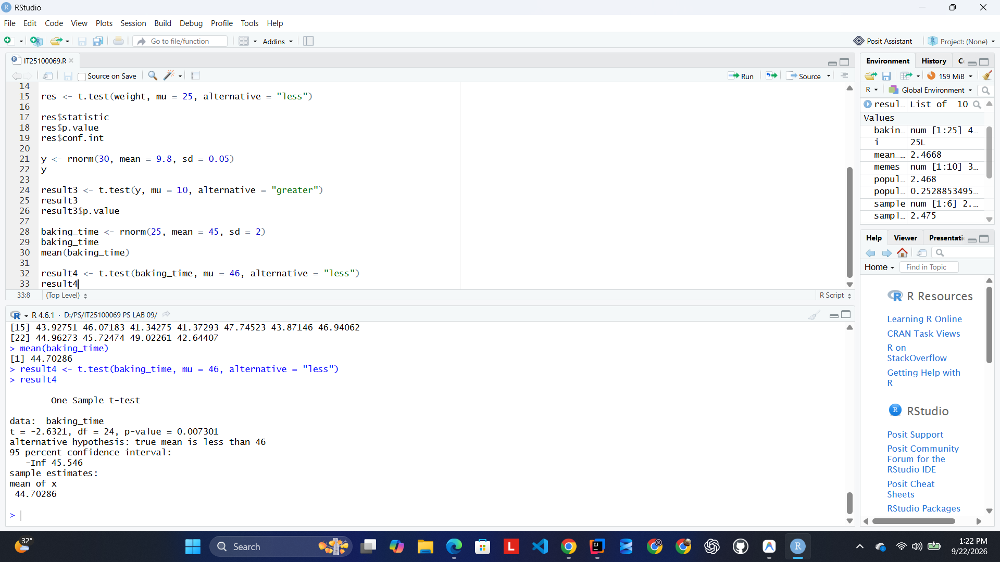 RStudio
File Edit Code View Plots Session Build Debug Profile Tools Help
Go to file/function Addins Posit Assistant Project: (None)
IT25100069.R
Source on Save Run Source
14
15 res <- t.test(weight, mu = 25, alternative = "less")
16
17 res$statistic
18 res$p.value
19 res$conf.int
20
21 y <- rnorm(30, mean = 9.8, sd = 0.05)
22 y
23
24 result3 <- t.test(y, mu = 10, alternative = "greater")
25 result3
26 result3$p.value
27
28 baking_time <- rnorm(25, mean = 45, sd = 2)
29 baking_time
30 mean(baking_time)
31
32 result4 <- t.test(baking_time, mu = 46, alternative = "less")
33 result4
33:8 (Top Level) R Script
R 4.6.1 · D:/PS/IT25100069 PS LAB 09/
[15] 43.92751 46.07183 41.34275 41.37293 47.74523 43.87146 46.94062
[22] 44.96273 45.72474 49.02261 42.64407
> mean(baking_time)
[1] 44.70286
> result4 <- t.test(baking_time, mu = 46, alternative = "less")
> result4
One Sample t-test
data: baking_time
t = -2.6321, df = 24, p-value = 0.007301
alternative hypothesis: true mean is less than 46
95 percent confidence interval:
-Inf 45.546
sample estimates:
mean of x
44.70286
>
Environment History C
159 MiB
R Global Environment
resul… List of 10
Values
bakin… num [1:25] 4…
i 25L
mean_… 2.4668
memes num [1:10] 3…
popul… 2.468
popul… 0.2528853495…
sample num [1:6] 2.…
sampl… 2.475
Help Viewer Presentati
Home Find in Topic
R Resources
Learning R Online
CRAN Task Views
R on
StackOverflow
Getting Help with
R
RStudio
Posit Support
Posit Community
Forum for the
RStudio IDE
Posit Cheat
Sheets
RStudio Packages
32°
Search
1:22 PM
9/22/2026